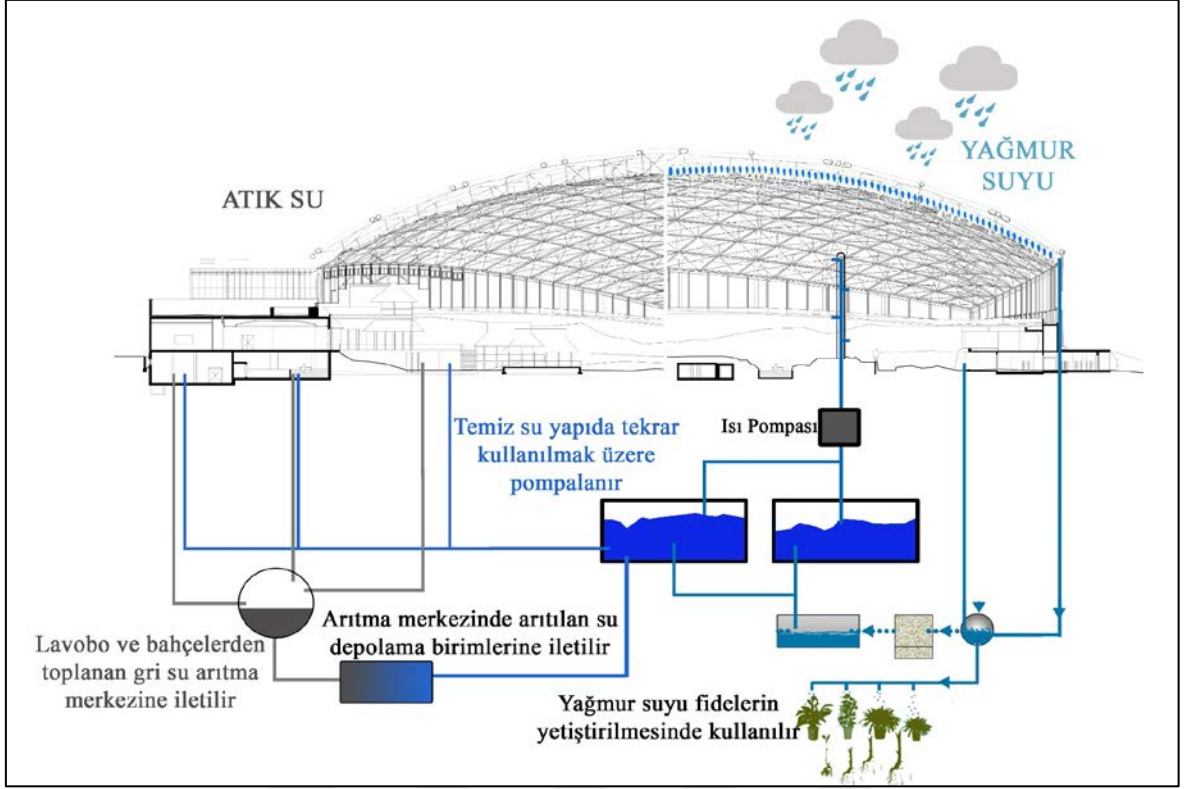 YAĞMUR
SUYU
ATIK SU
Temiz su yapıda tekrar
kullanılmak üzere
pompalanır
Isı Pompası
Arıtma merkezinde arıtılan su
depolama birimlerine iletilir
Lavobo ve bahçelerden
toplanan gri su arıtma
merkezine iletilir
Yağmur suyu fidelerin
yetiştirilmesinde kullanılır